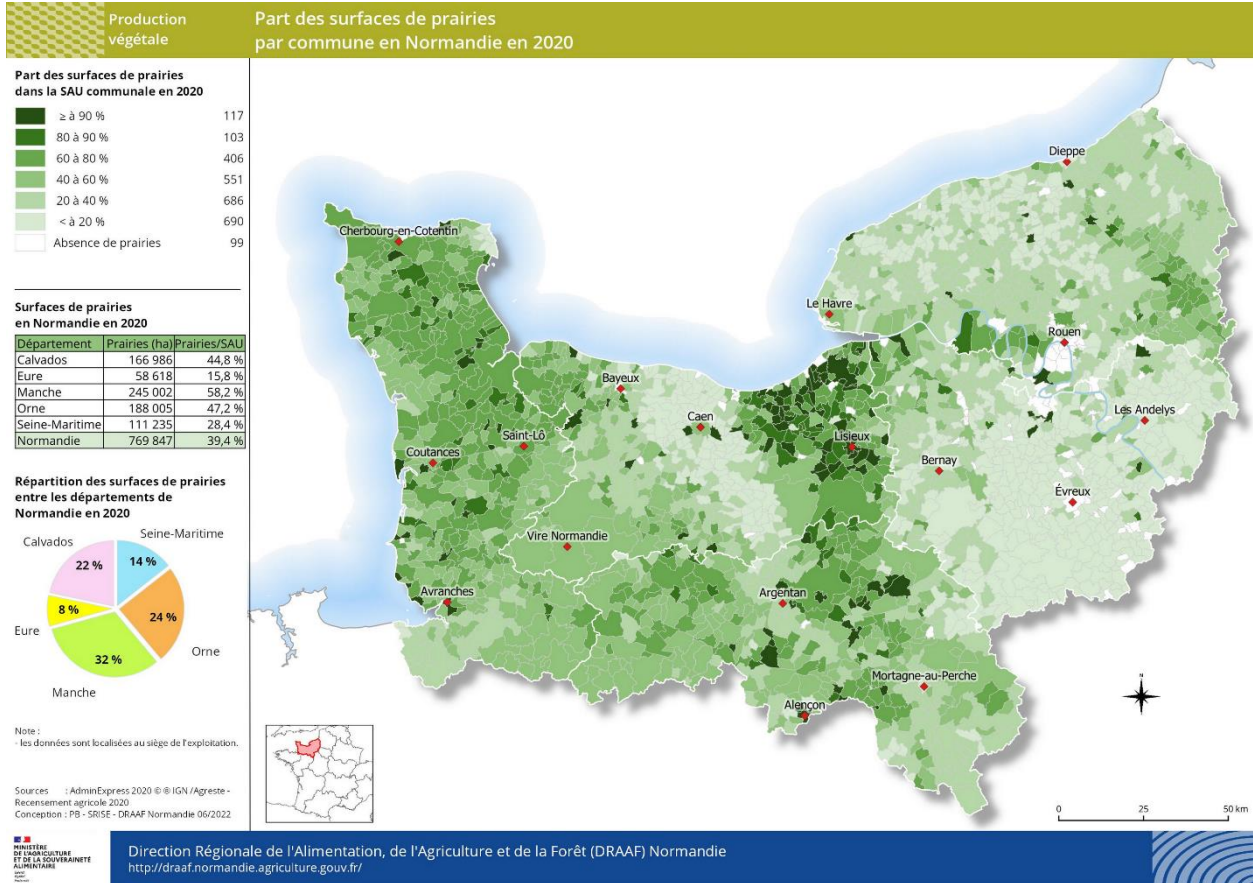 Production
végétale
Part des surfaces de prairies
par commune en Normandie en 2020
Part des surfaces de prairies
dans la SAU communale en 2020
≥ à 90 % 117
80 à 90 % 103
60 à 80 % 406
40 à 60 % 551
20 à 40 % 686
< à 20 % 690
Absence de prairies 99
Surfaces de prairies
en Normandie en 2020
Département Prairies (ha) Prairies/SAU
Calvados 166 986 44,8 %
Eure 58 618 15,8 %
Manche 245 002 58,2 %
Orne 188 005 47,2 %
Seine-Maritime 111 235 28,4 %
Normandie 769 847 39,4 %
Répartition des surfaces de prairies
entre les départements de
Normandie en 2020
Seine-Maritime
Calvados
22 %
14 %
8 %
24 %
Eure
Orne
32 %
Manche
Note :
- les données sont localisées au siège de l'exploitation.
Sources : AdminExpress 2020 © ® IGN /Agreste -
Recensement agricole 2020
Conception : PB - SRISE - DRAAF Normandie 06/2022
Dieppe
Cherbourg-en-Cotentin
Le Havre
Rouen
Bayeux
Caen
Les Andelys
Saint-Lô
Lisieux
Coutances
Bernay
Évreux
Vire Normandie
Avranches
Argentan
Mortagne-au-Perche
Alençon
N
0 25 50 km
MINISTÈRE
DE L'AGRICULTURE
ET DE LA SOUVERAINETÉ
ALIMENTAIRE
Direction Régionale de l'Alimentation, de l'Agriculture et de la Forêt (DRAAF) Normandie
http://draaf.normandie.agriculture.gouv.fr/